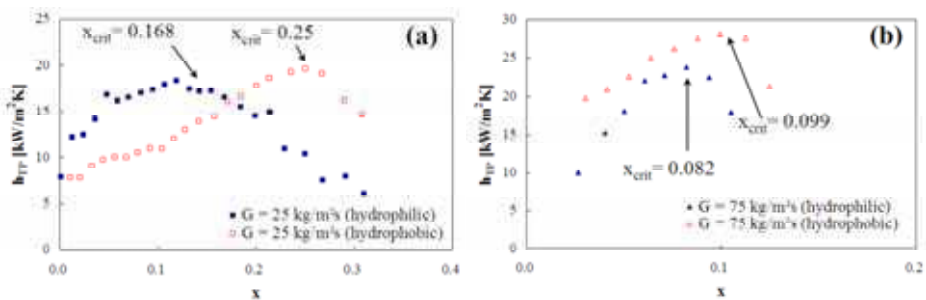 25
20
15
10
5
0
h_TP [kW/m²K]
x_crit = 0.168
x_crit = 0.25
(a)
G = 25 kg/m²s (hydrophilic)
G = 25 kg/m²s (hydrophobic)
0.0 0.1 0.2 0.3 0.4
x
30
25
20
15
10
5
0
h_TP [kW/m²K]
(b)
x_crit = 0.099
x_crit = 0.082
G = 75 kg/m²s (hydrophilic)
G = 75 kg/m²s (hydrophobic)
0 0.1 0.2
x